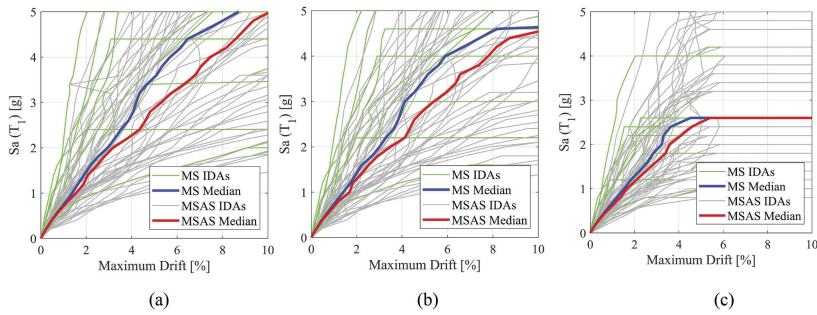 5
4
3
2
1
0
Sa (T1) [g]
MS IDAs
MS Median
MSAS IDAs
MSAS Median
0 2 4 6 8 10
Maximum Drift [%]
(a)
5
4
3
2
1
0
Sa (T1) [g]
MS IDAs
MS Median
MSAS IDAs
MSAS Median
0 2 4 6 8 10
Maximum Drift [%]
(b)
5
4
3
2
1
0
Sa (T1) [g]
MS IDAs
MS Median
MSAS IDAs
MSAS Median
0 2 4 6 8 10
Maximum Drift [%]
(c)